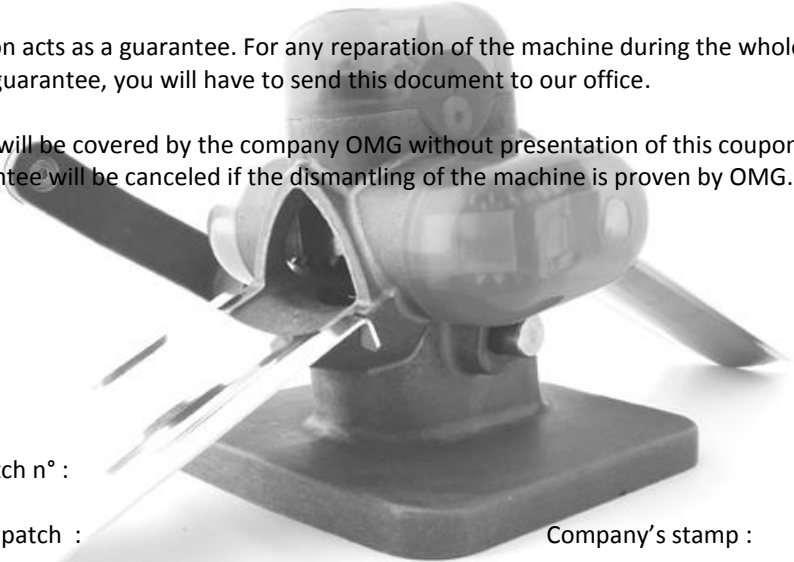 on acts as a guarantee. For any reparation of the machine during the whole
guarantee, you will have to send this document to our office.
will be covered by the company OMG without presentation of this coupon
ntee will be canceled if the dismantling of the machine is proven by OMG.
tch n° :
patch : Company's stamp :